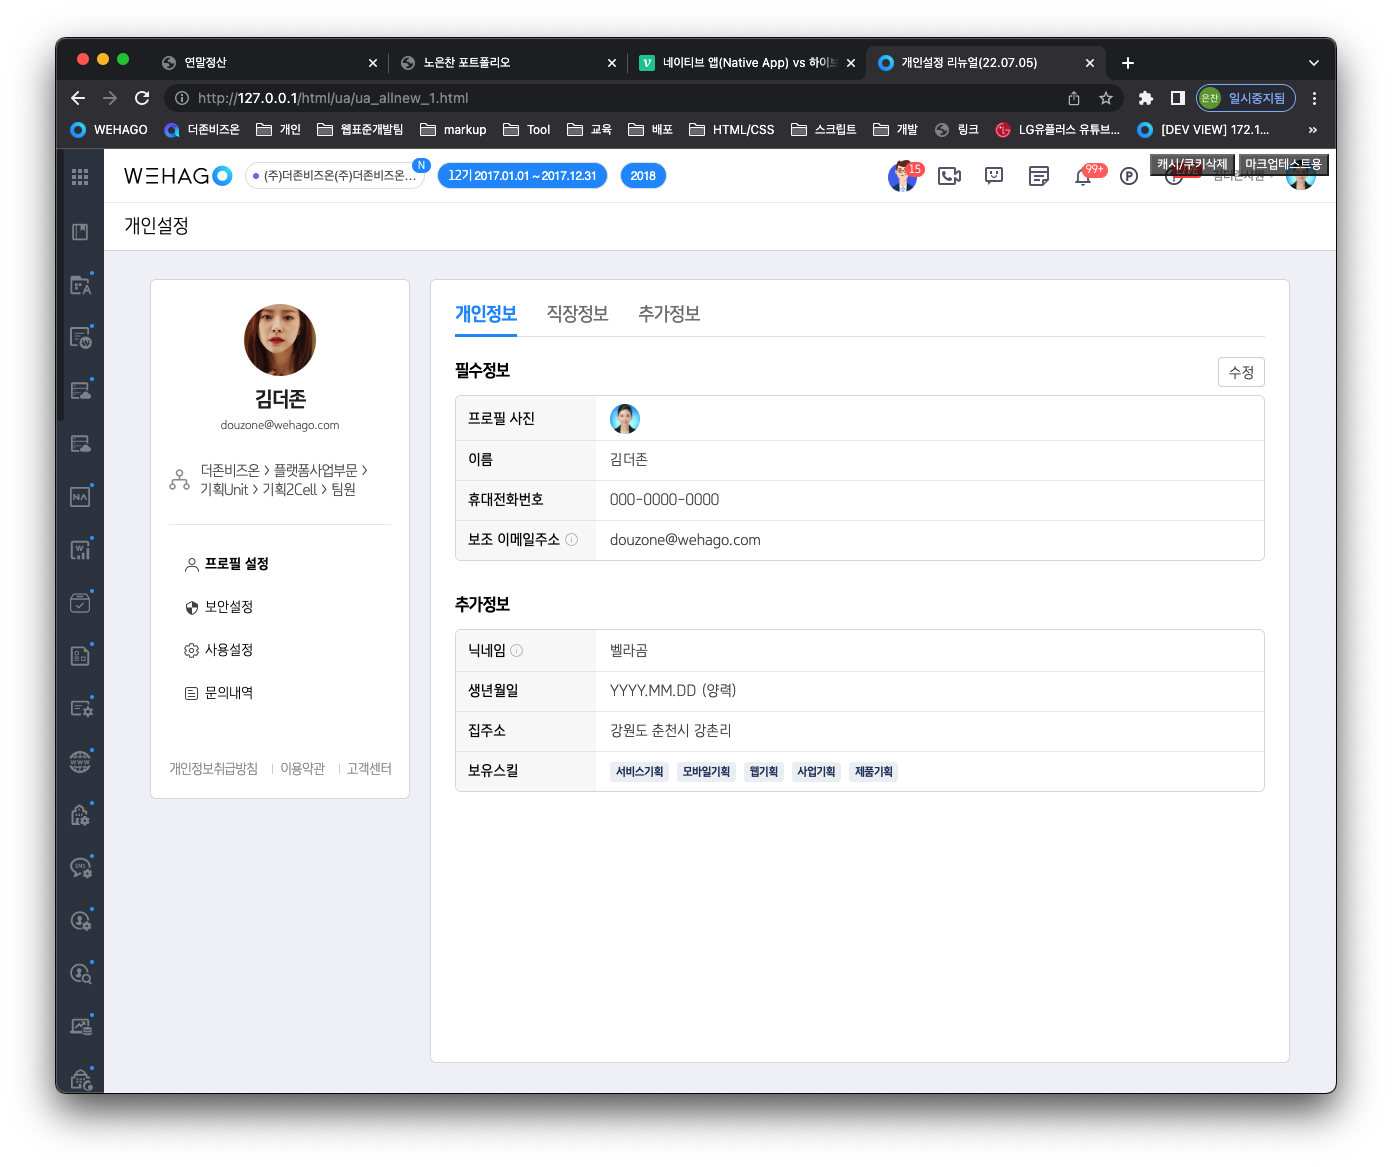 연말정산
노은찬 포트폴리오
네이티브 앱(Native App) vs 하이브
개인설정 리뉴얼(22.07.05)
http://127.0.0.1/html/ua/ua_allnew_1.html
은찬 일시중지됨
WEHAGO 더존비즈온 개인 웹표준개발팀 markup Tool 교육 배포 HTML/CSS 스크립트 개발 링크 LG유플러스 유튜브... [DEV VIEW] 172.1... »
WEHAGO
(주)더존비즈온(주)더존비즈온... N
12기 2017.01.01 ~ 2017.12.31
2018
15
99+
캐시/쿠키삭제 마크업테스트용
개인설정
김더존
douzone@wehago.com
더존비즈온 > 플랫폼사업부문 >
기획Unit > 기획2Cell > 팀원
프로필 설정
보안설정
사용설정
문의내역
개인정보취급방침 이용약관 고객센터
개인정보 직장정보 추가정보
필수정보 수정
프로필 사진
이름 김더존
휴대전화번호 000-0000-0000
보조 이메일주소 douzone@wehago.com
추가정보
닉네임 벨라곰
생년월일 YYYY.MM.DD (양력)
집주소 강원도 춘천시 강촌리
보유스킬 서비스기획 모바일기획 웹기획 사업기획 제품기획